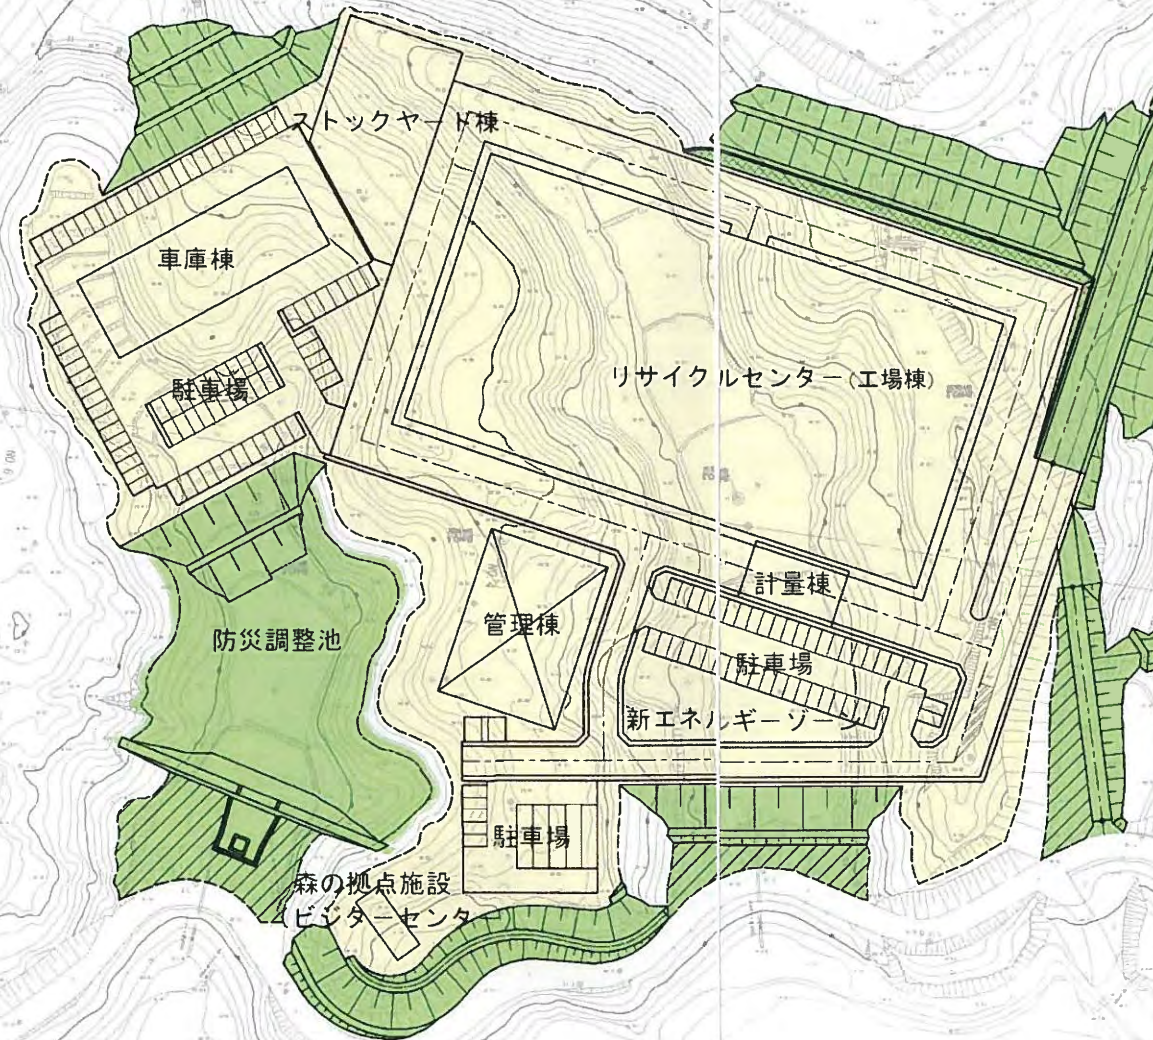 ストックヤード棟
車庫棟
駐車場
リサイクルセンター(工場棟)
計量棟
管理棟
防災調整池
駐車場
新エネルギーゾーン
駐車場
森の拠点施設
ビジターセンター